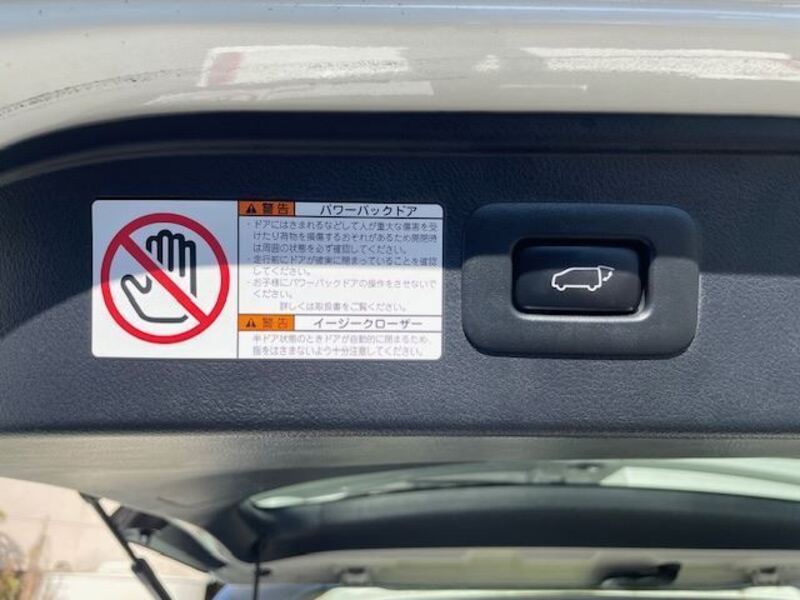 警告 パワーバックドア
・ドアにはさまれるなどして人が重大な傷害を受
けたり荷物を損傷するおそれがあるため開閉時
は周囲の状態を必ず確認してください。
・走行前にドアが確実に閉まっていることを確認
してください。
・お子様にパワーバックドアの操作をさせないで
ください。
詳しくは取扱書をご覧ください。
警告 イージークローザー
半ドア状態のときドアが自動的に閉まるため、
指をはさまないよう十分注意してください。